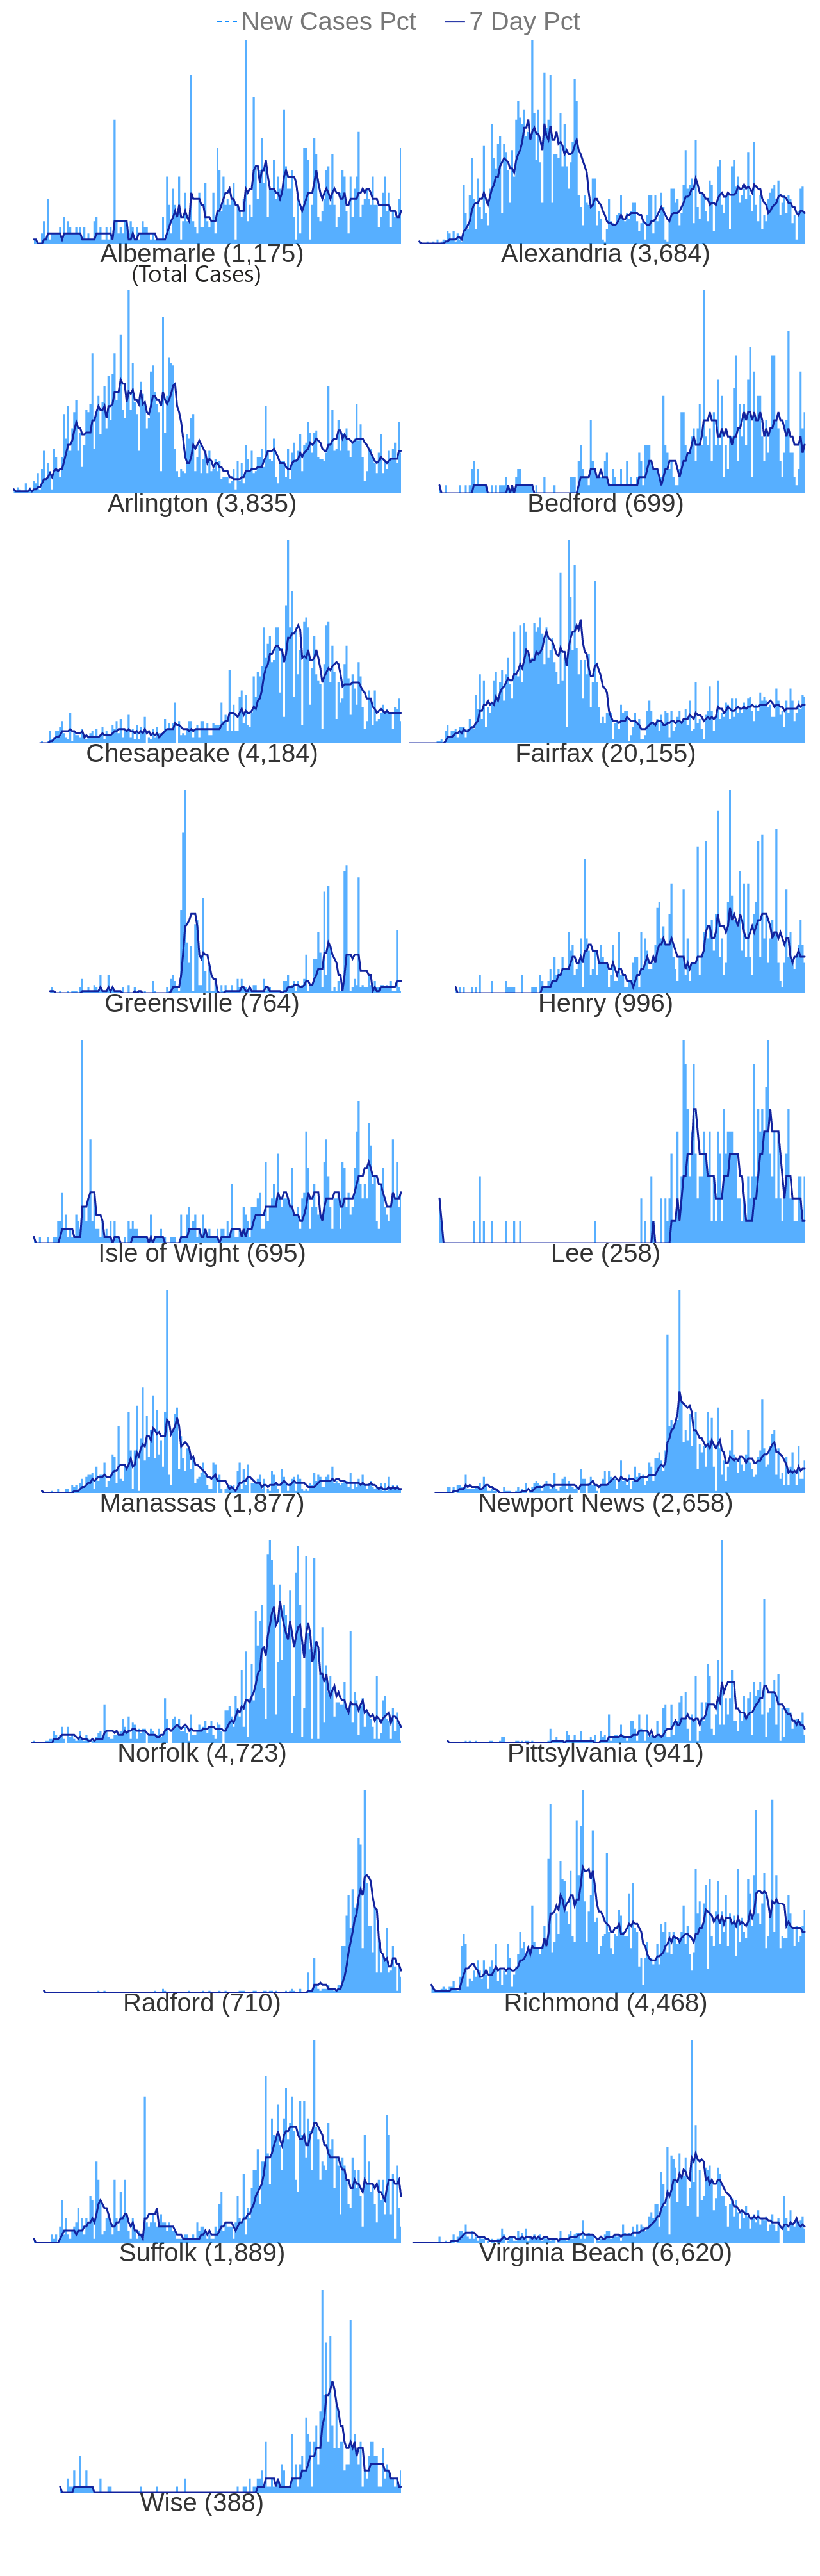 New Cases Pct 7 Day Pct
Albemarle (1,175) Alexandria (3,684)
(Total Cases)
Arlington (3,835) Bedford (699)
Chesapeake (4,184) Fairfax (20,155)
Greensville (764) Henry (996)
Isle of Wight (695) Lee (258)
Manassas (1,877) Newport News (2,658)
Norfolk (4,723) Pittsylvania (941)
Radford (710) Richmond (4,468)
Suffolk (1,889) Virginia Beach (6,620)
Wise (388)